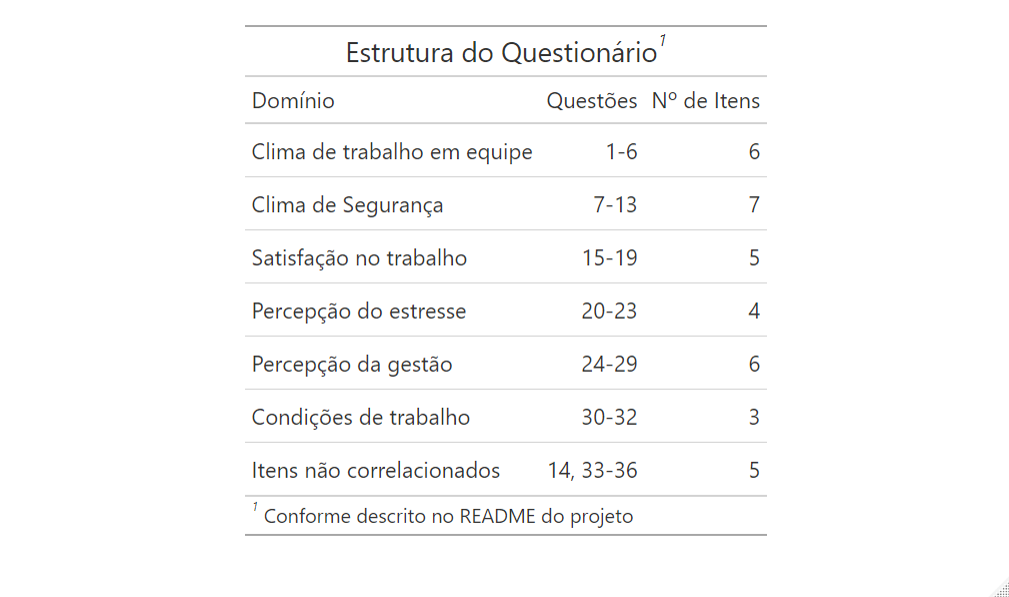 Estrutura do Questionário¹
Domínio Questões Nº de Itens
Clima de trabalho em equipe 1-6 6
Clima de Segurança 7-13 7
Satisfação no trabalho 15-19 5
Percepção do estresse 20-23 4
Percepção da gestão 24-29 6
Condições de trabalho 30-32 3
Itens não correlacionados 14, 33-36 5
¹ Conforme descrito no README do projeto